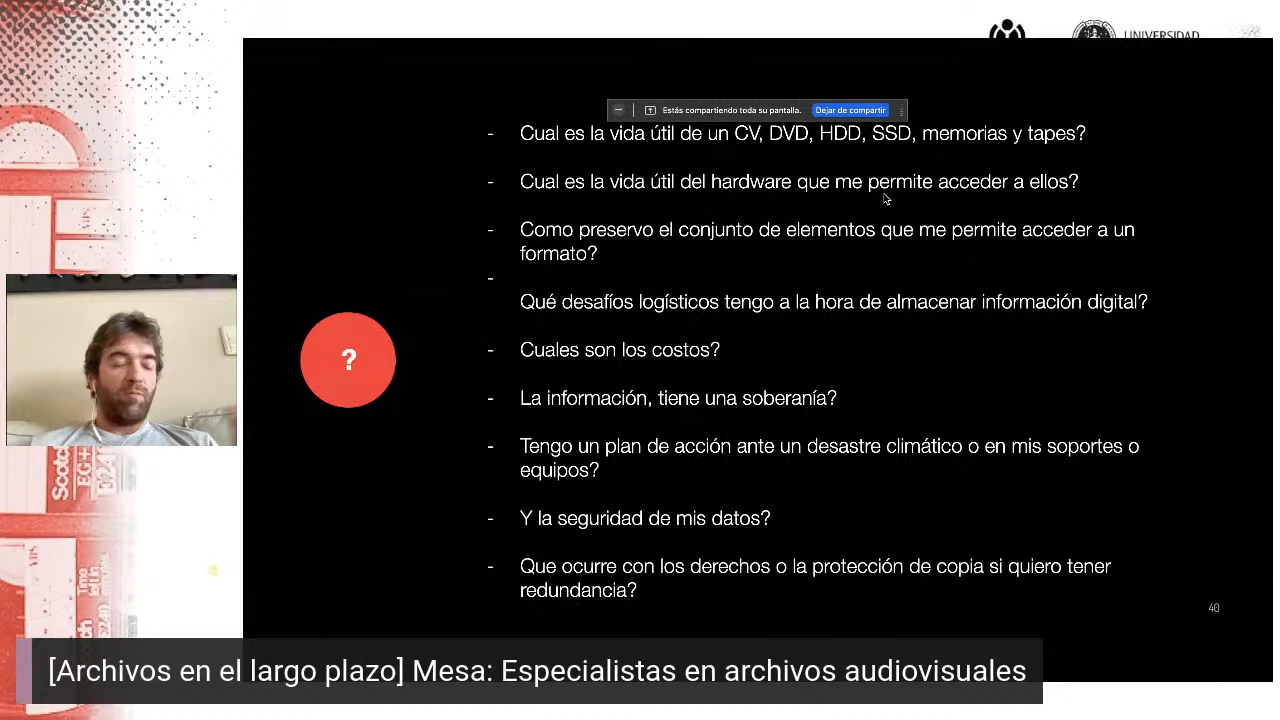 UNIVERSIDAD
Estás compartiendo toda su pantalla.
Dejar de compartir
- Cual es la vida útil de un CV, DVD, HDD, SSD, memorias y tapes?
- Cual es la vida útil del hardware que me permite acceder a ellos?
- Como preservo el conjunto de elementos que me permite acceder a un
formato?
-
Qué desafíos logísticos tengo a la hora de almacenar información digital?
?
- Cuales son los costos?
- La información, tiene una soberanía?
- Tengo un plan de acción ante un desastre climático o en mis soportes o
equipos?
- Y la seguridad de mis datos?
- Que ocurre con los derechos o la protección de copia si quiero tener
redundancia?
40
Scotch
EG+
E24
VHS
Scotch
E240
[Archivos en el largo plazo] Mesa: Especialistas en archivos audiovisuales